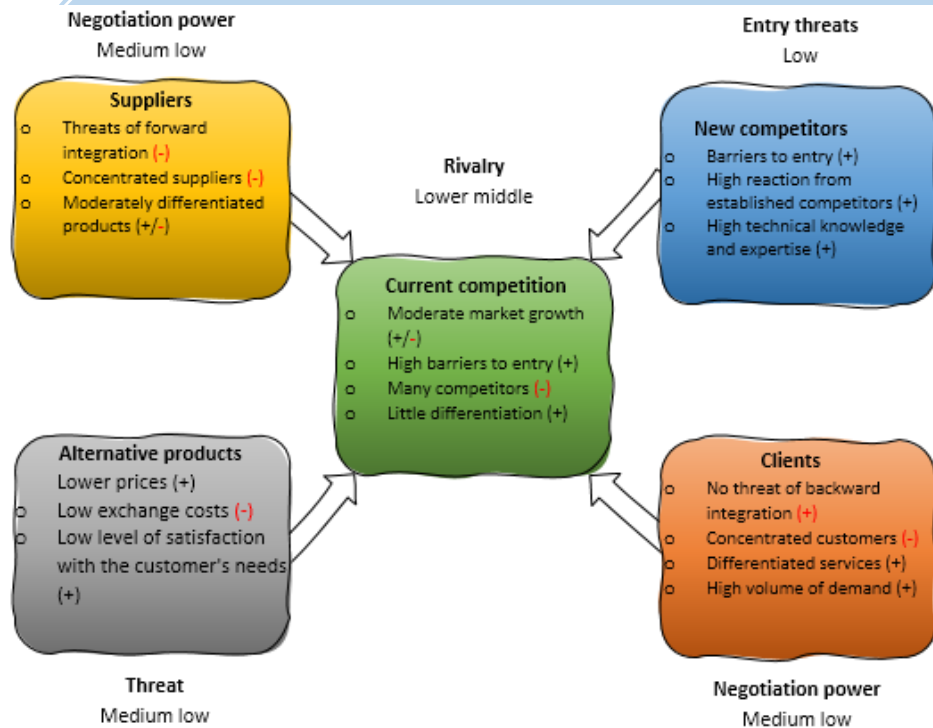 Negotiation power
Medium low
Suppliers
o Threats of forward
integration (-)
o Concentrated suppliers (-)
o Moderately differentiated
products (+/-)
Entry threats
Low
New competitors
o Barriers to entry (+)
o High reaction from
established competitors (+)
o High technical knowledge
and expertise (+)
Rivalry
Lower middle
Current competition
o Moderate market growth
(+/-)
o High barriers to entry (+)
o Many competitors (-)
o Little differentiation (+)
Alternative products
Lower prices (+)
o Low exchange costs (-)
o Low level of satisfaction
with the customer's needs
(+)
Threat
Medium low
Clients
o No threat of backward
integration (+)
o Concentrated customers (-)
o Differentiated services (+)
o High volume of demand (+)
Negotiation power
Medium low